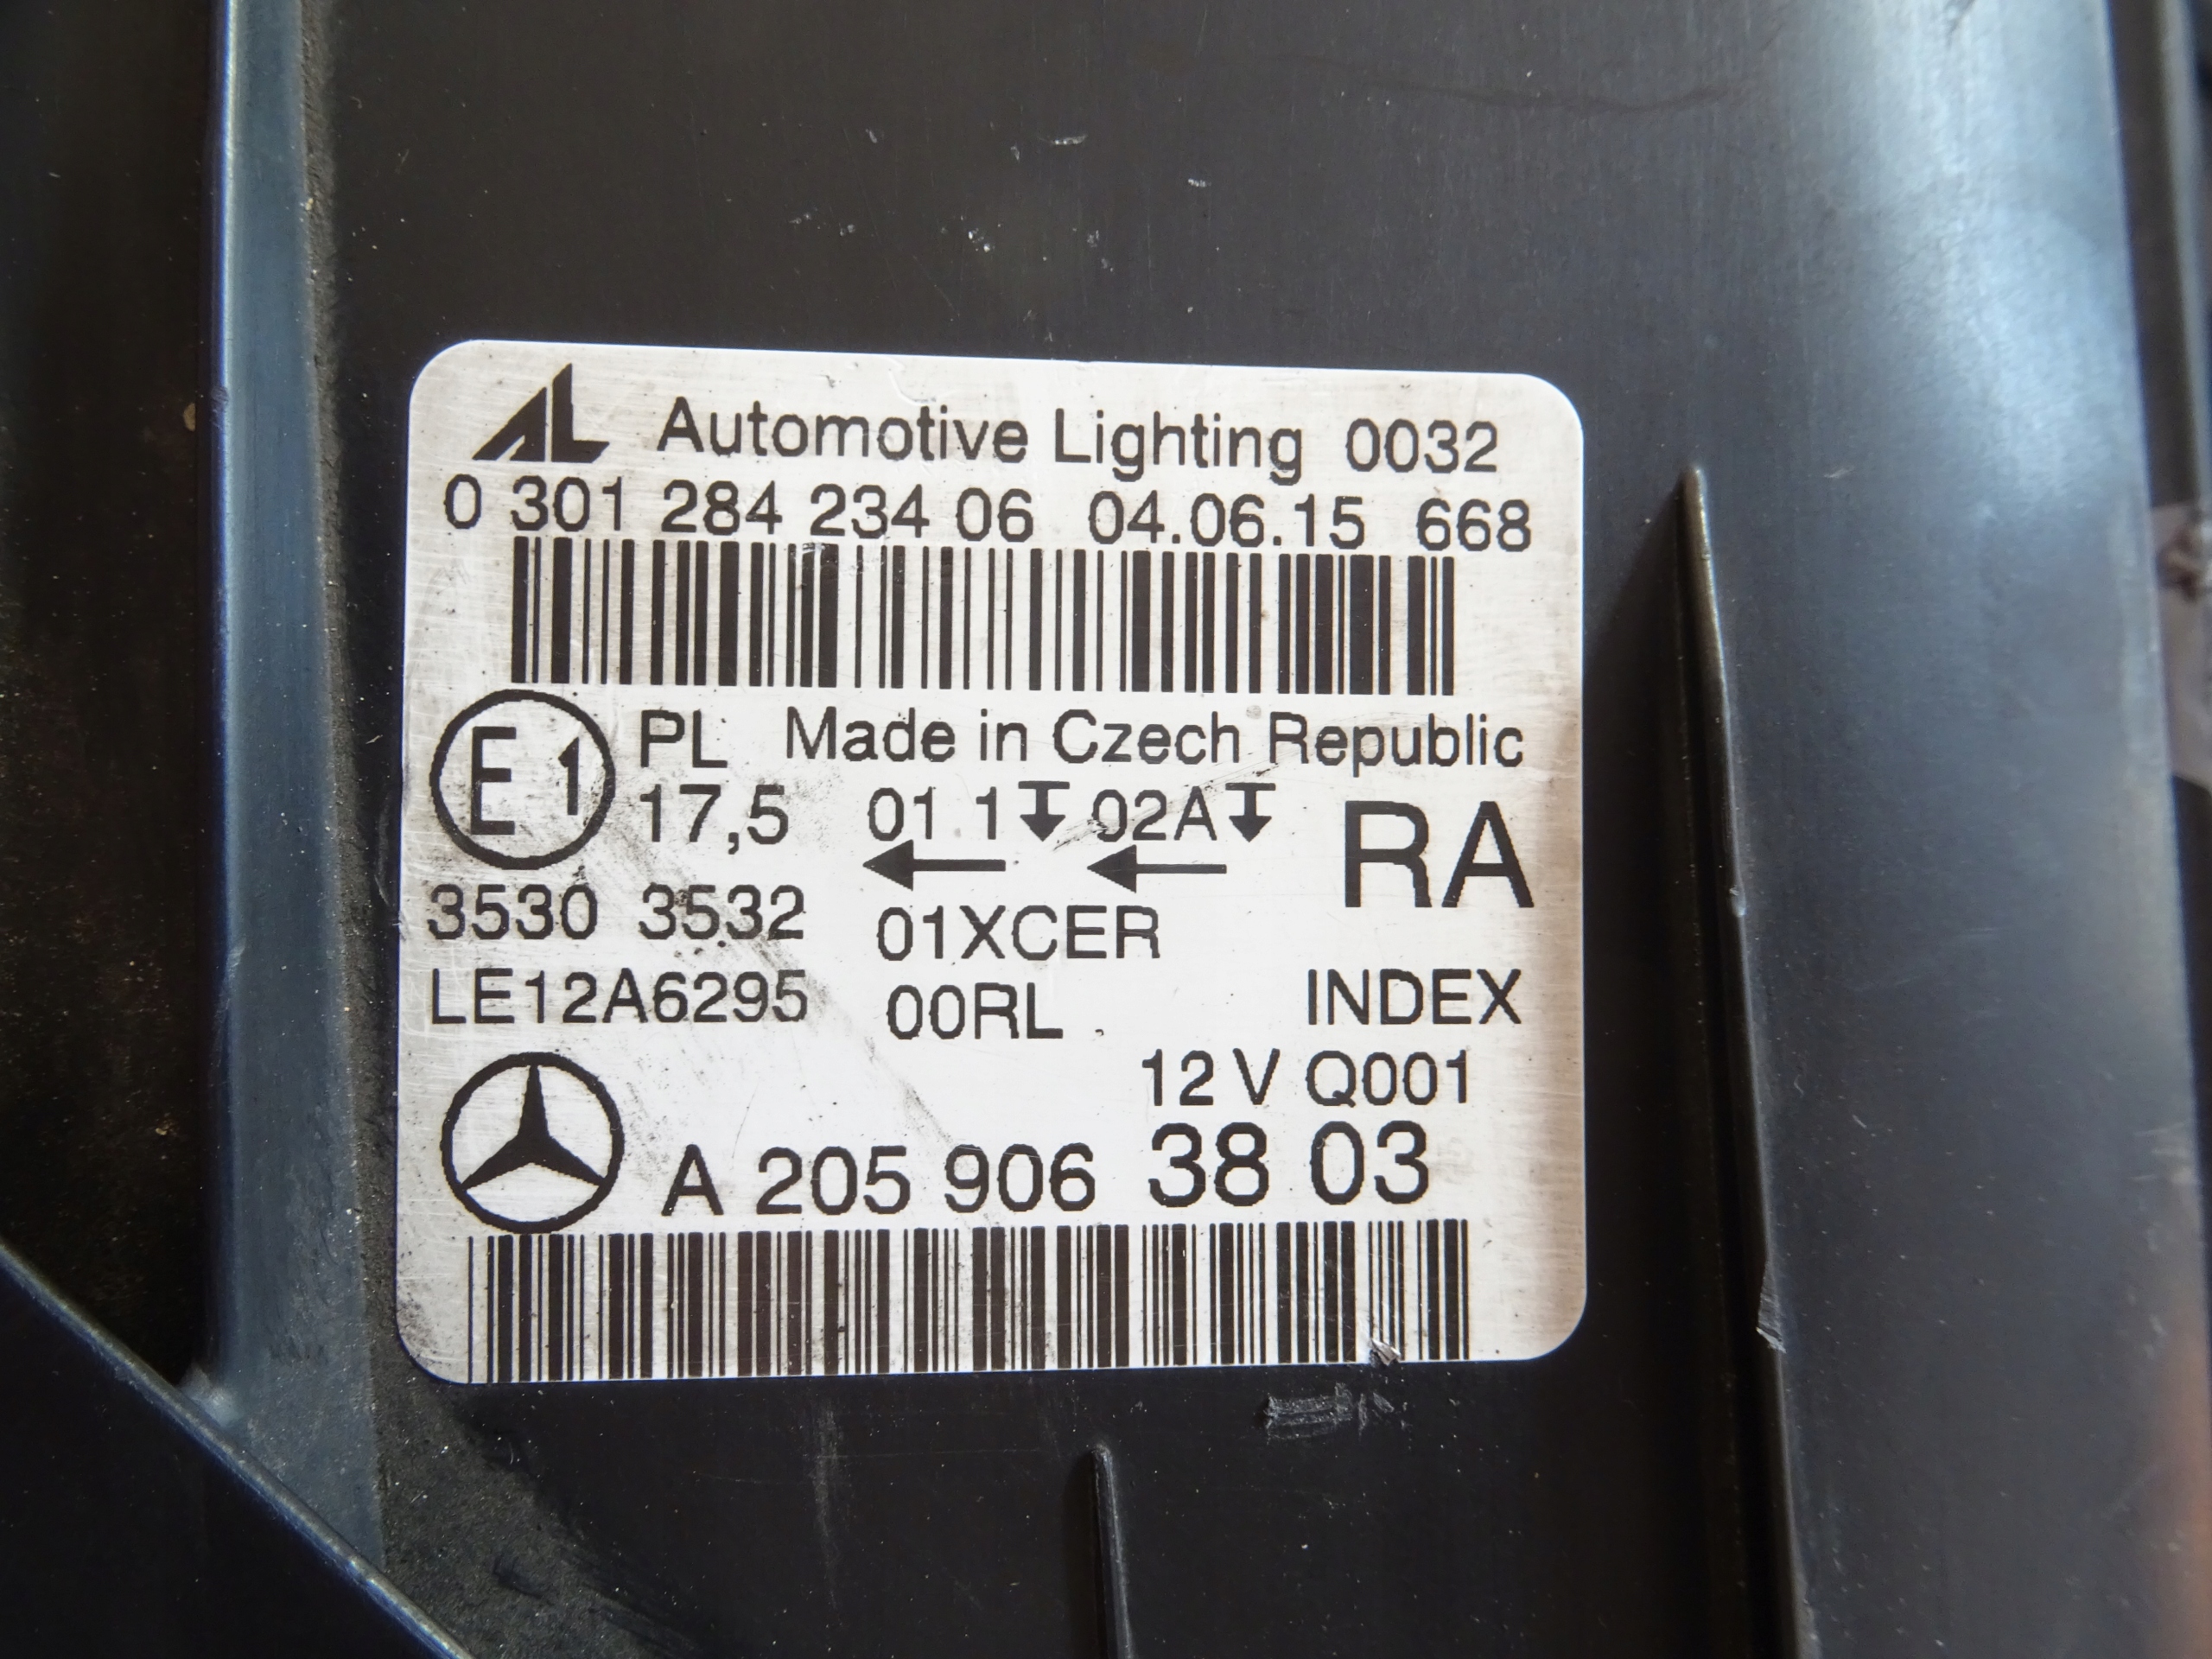 AL Automotive Lighting 0032
0 301 284 234 06 04.06.15 668
E1 PL Made in Czech Republic
17,5 01 1 02A RA
3530 3532 01XCER
LE12A6295 00RL INDEX
12 V Q001
A 205 906 38 03